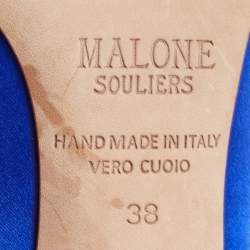 MALONE
SOULIERS
HAND MADE IN ITALY
VERO CUOIO
38